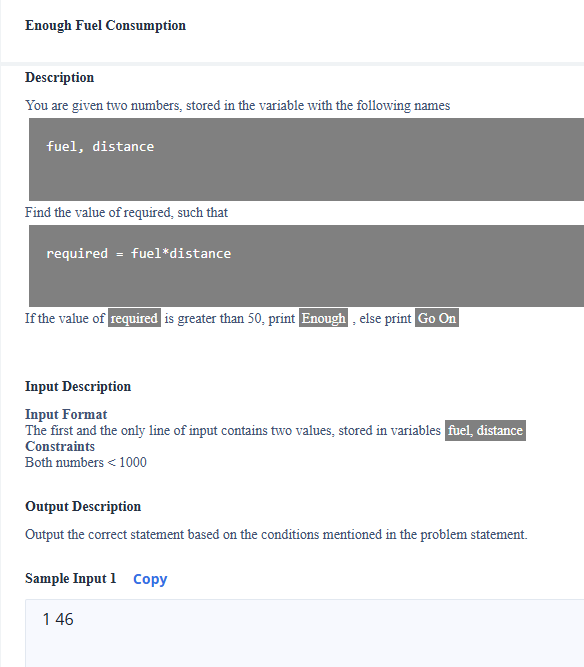 Enough Fuel Consumption
Description
You are given two numbers, stored in the variable with the following names
fuel, distance
Find the value of required, such that
required = fuel*distance
If the value of required is greater than 50, print Enough , else print Go On
Input Description
Input Format
The first and the only line of input contains two values, stored in variables fuel, distance
Constraints
Both numbers < 1000
Output Description
Output the correct statement based on the conditions mentioned in the problem statement.
Sample Input 1 Copy
1 46